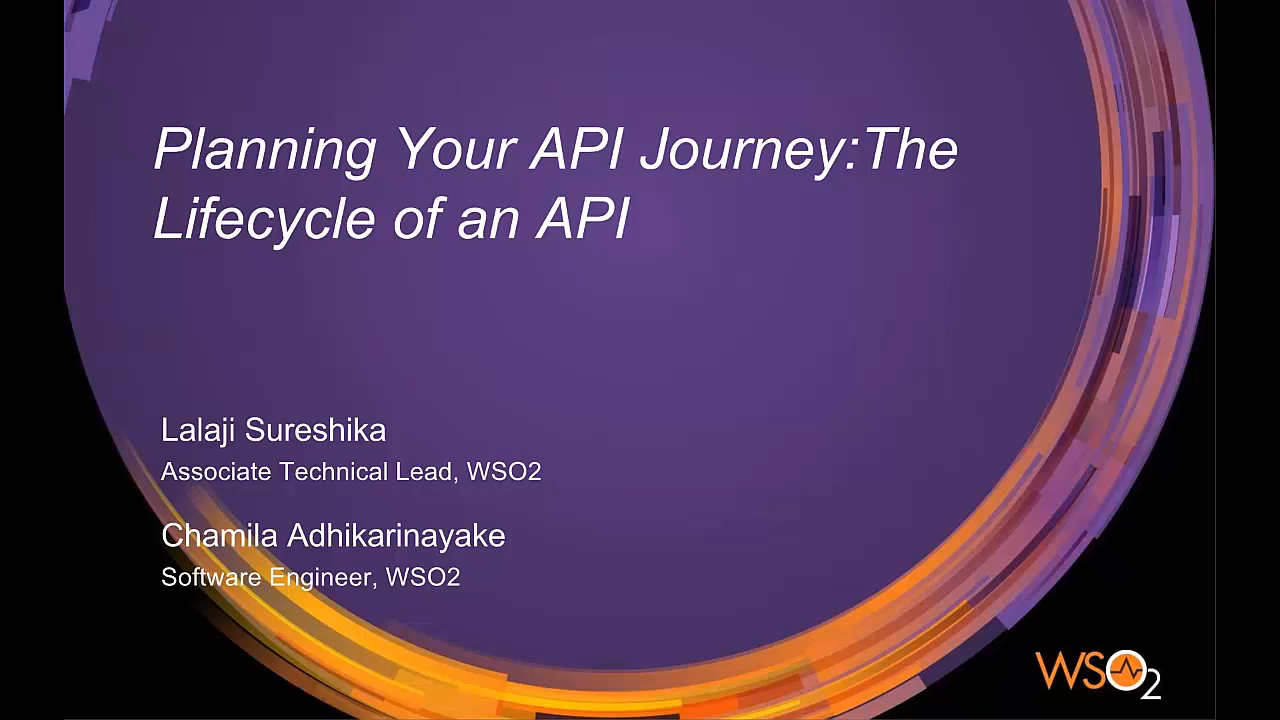 Planning Your API Journey:The
Lifecycle of an API
Lalaji Sureshika
Associate Technical Lead, WSO2
Chamila Adhikarinayake
Software Engineer, WSO2
WSO2